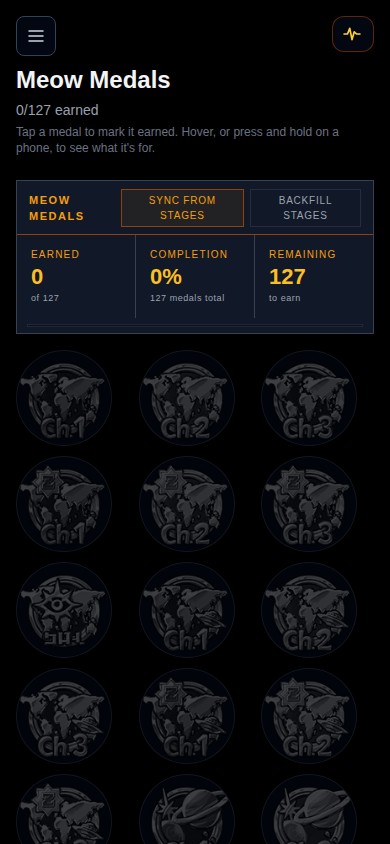 Meow Medals
0/127 earned
Tap a medal to mark it earned. Hover, or press and hold on a
phone, to see what it's for.
MEOW
MEDALS
SYNC FROM
STAGES
BACKFILL
STAGES
EARNED
0
of 127
COMPLETION
0%
127 medals total
REMAINING
127
to earn
Ch.1
Ch.2
Ch.3
Z
Ch.1
Z
Ch.2
Z
Ch.3
Ch.1
Ch.2
Ch.3
Z
Ch.1
Z
Ch.2
Z